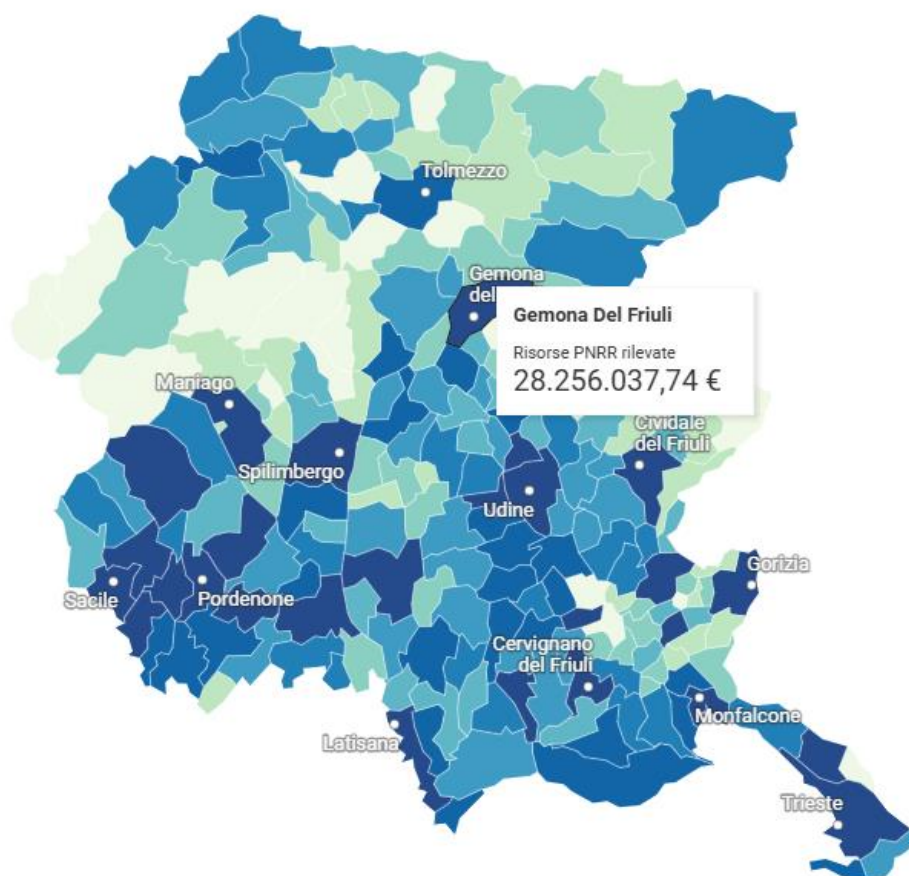 Tolmezzo
Gemona
del
Gemona Del Friuli
Risorse PNRR rilevate
28.256.037,74 €
Maniago
Cividale
del Friuli
Spilimbergo
Udine
Gorizia
Sacile
Pordenone
Cervignano
del Friuli
Monfalcone
Latisana
Trieste